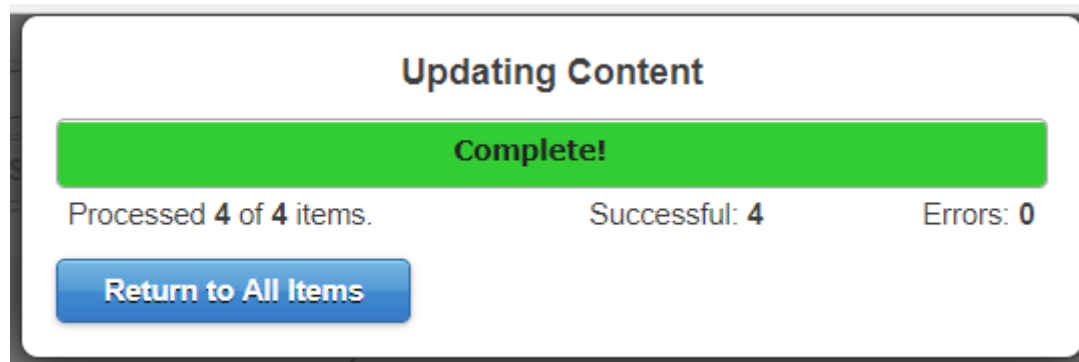 Updating Content
Complete!
Processed 4 of 4 items. Successful: 4 Errors: 0
Return to All Items